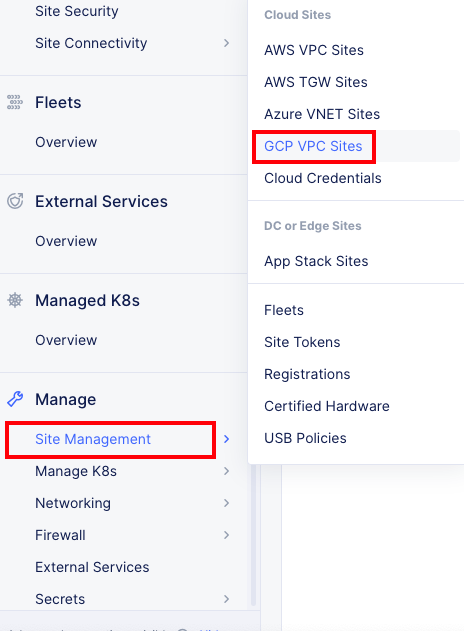 Site Security
Site Connectivity
Fleets
Overview
External Services
Overview
Managed K8s
Overview
Manage
Site Management
Manage K8s
Networking
Firewall
External Services
Secrets
Cloud Sites
AWS VPC Sites
AWS TGW Sites
Azure VNET Sites
GCP VPC Sites
Cloud Credentials
DC or Edge Sites
App Stack Sites
Fleets
Site Tokens
Registrations
Certified Hardware
USB Policies